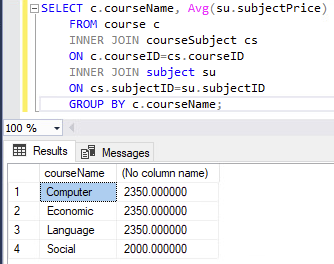 SELECT c.courseName, Avg(su.subjectPrice)
FROM course c
INNER JOIN courseSubject cs
ON c.courseID=cs.courseID
INNER JOIN subject su
ON cs.subjectID=su.subjectID
GROUP BY c.courseName;
100 %
Results Messages
courseName (No column name)
1 Computer 2350.000000
2 Economic 2350.000000
3 Language 2350.000000
4 Social 2000.000000